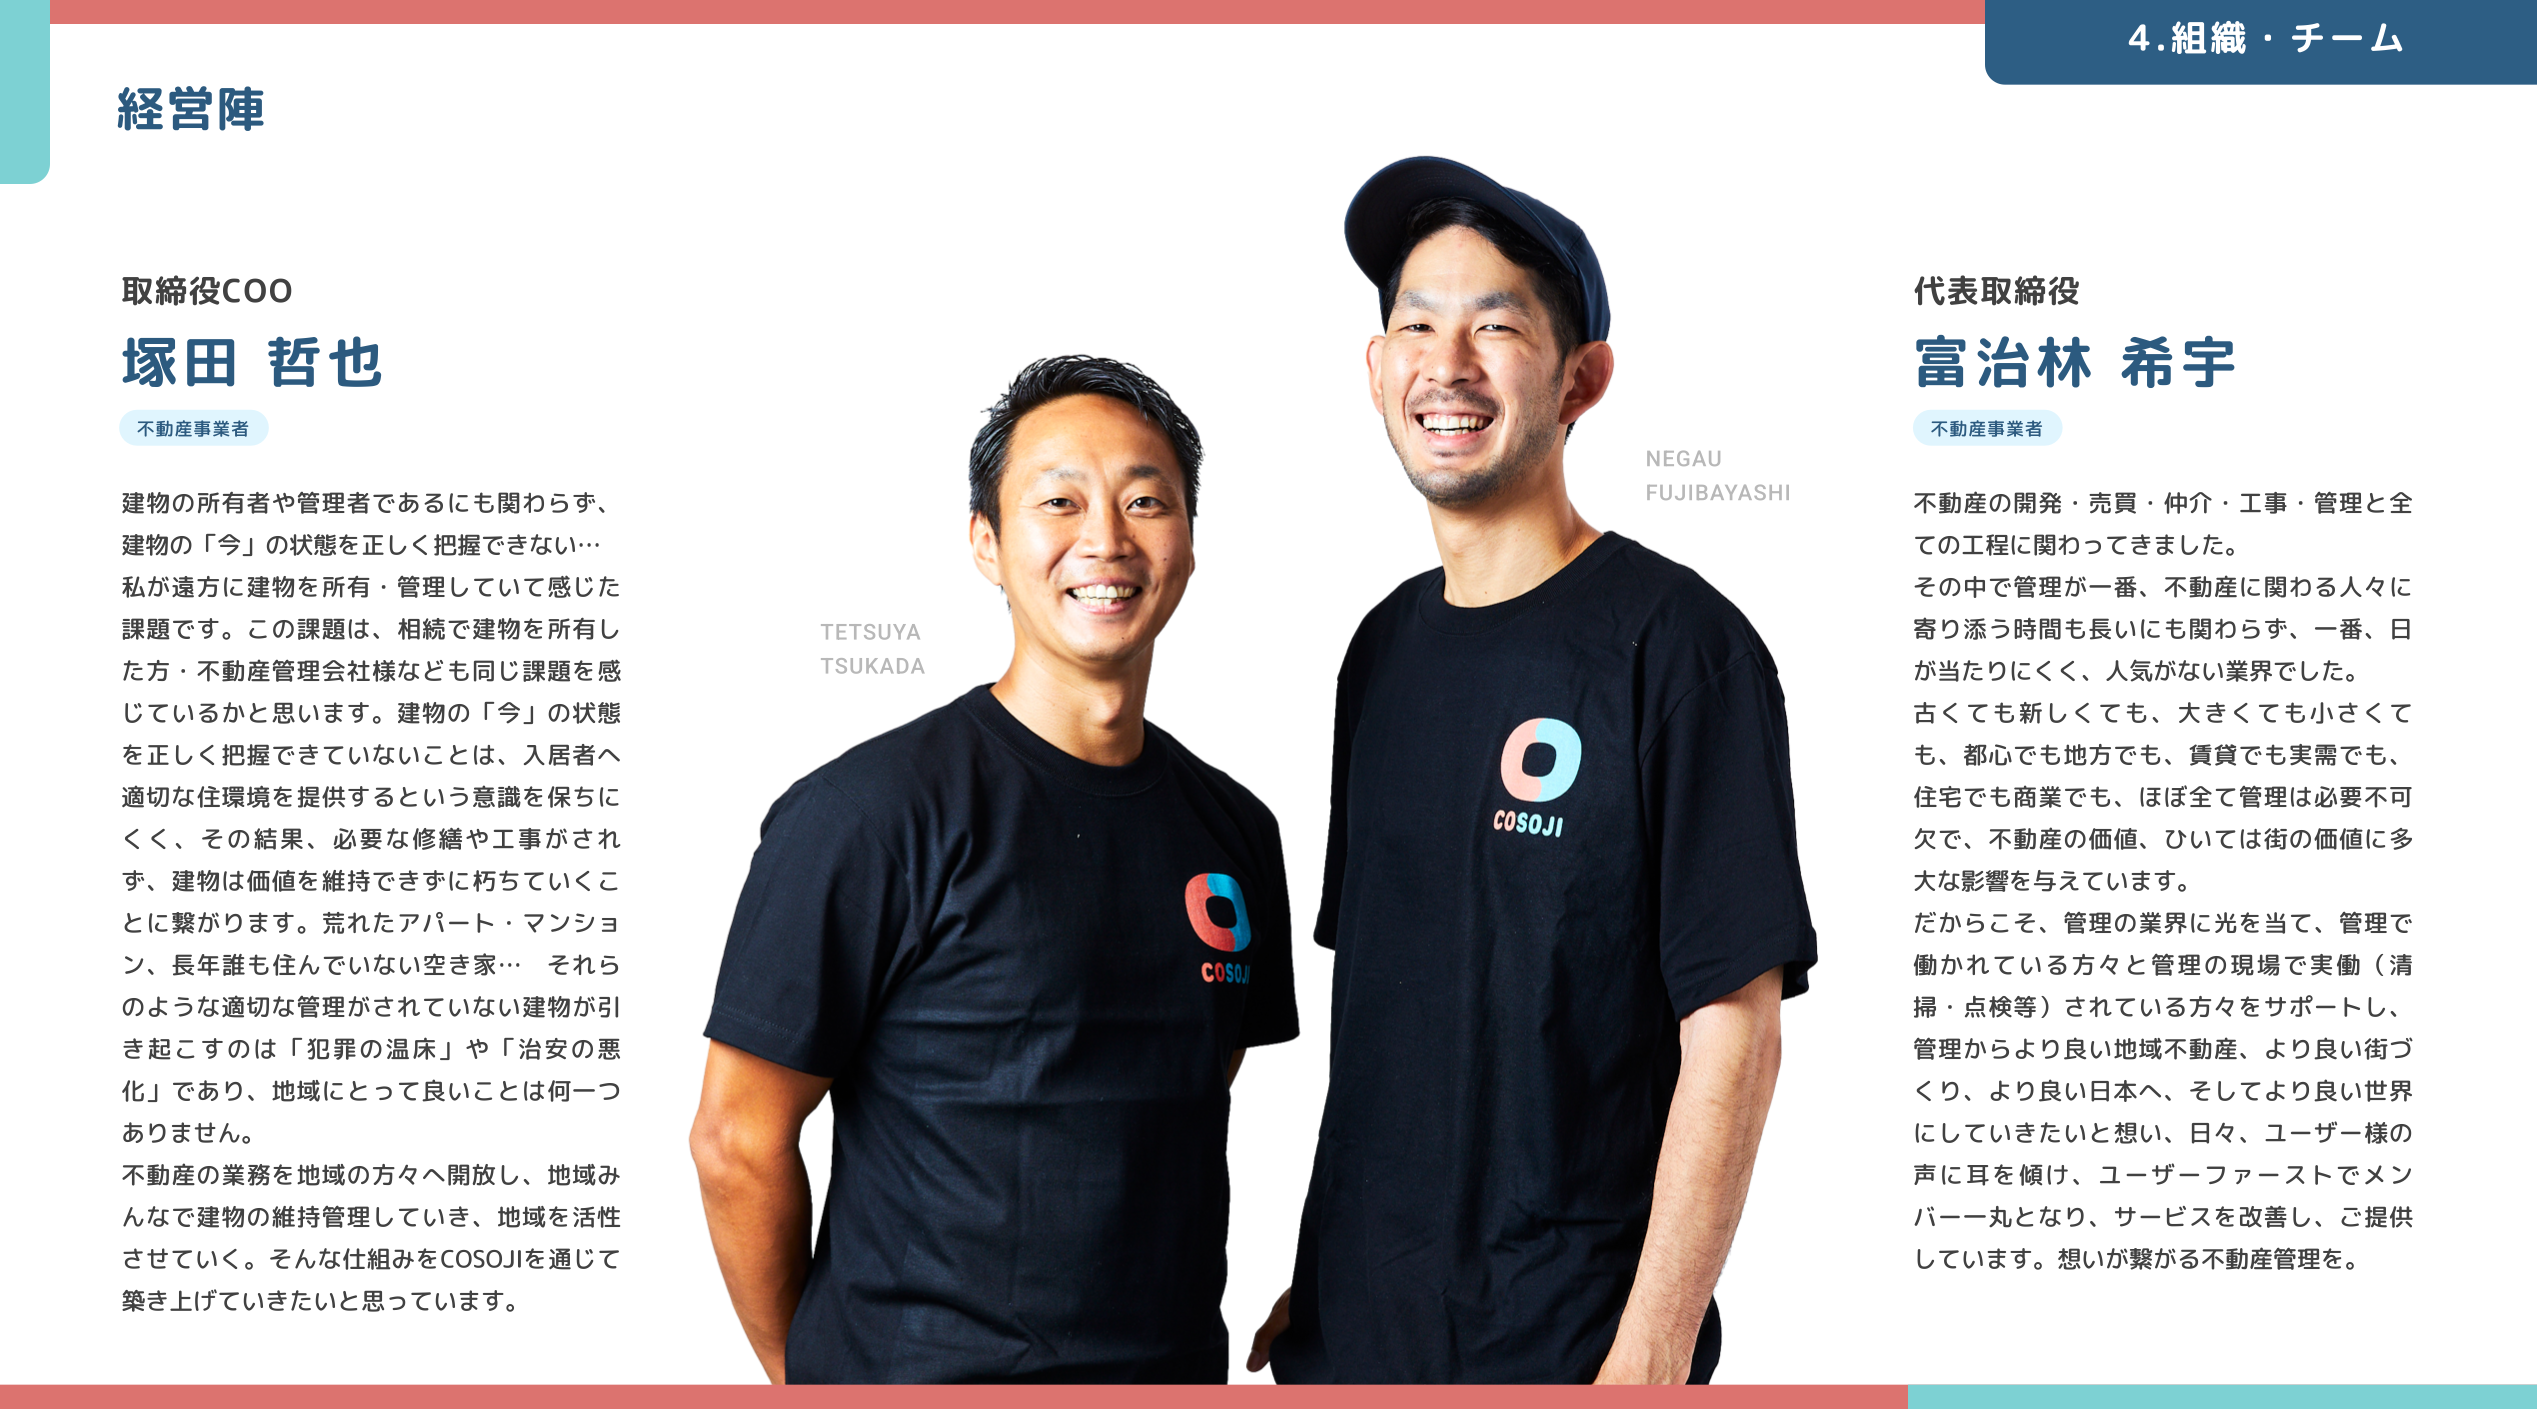 4.組織・チーム
経営陣
取締役COO
塚田 哲也
不動産事業者
建物の所有者や管理者であるにも関わらず、
建物の「今」の状態を正しく把握できない…
私が遠方に建物を所有・管理していて感じた
課題です。この課題は、相続で建物を所有し
た方・不動産管理会社様なども同じ課題を感
じているかと思います。建物の「今」の状態
を正しく把握できていないことは、入居者へ
適切な住環境を提供するという意識を保ちに
くく、その結果、必要な修繕や工事がされ
ず、建物は価値を維持できずに朽ちていくこ
とに繋がります。荒れたアパート・マンショ
ン、長年誰も住んでいない空き家…　それら
のような適切な管理がされていない建物が引
き起こすのは「犯罪の温床」や「治安の悪
化」であり、地域にとって良いことは何一つ
ありません。
不動産の業務を地域の方々へ開放し、地域み
んなで建物の維持管理していき、地域を活性
させていく。そんな仕組みをCOSOJIを通じて
築き上げていきたいと思っています。
TETSUYA
TSUKADA
COSOJI
NEGAU
FUJIBAYASHI
COSOJI
代表取締役
富治林 希宇
不動産事業者
不動産の開発・売買・仲介・工事・管理と全
ての工程に関わってきました。
その中で管理が一番、不動産に関わる人々に
寄り添う時間も長いにも関わらず、一番、日
が当たりにくく、人気がない業界でした。
古くても新しくても、大きくても小さくて
も、都心でも地方でも、賃貸でも実需でも、
住宅でも商業でも、ほぼ全て管理は必要不可
欠で、不動産の価値、ひいては街の価値に多
大な影響を与えています。
だからこそ、管理の業界に光を当て、管理で
働かれている方々と管理の現場で実働（清
掃・点検等）されている方々をサポートし、
管理からより良い地域不動産、より良い街づ
くり、より良い日本へ、そしてより良い世界
にしていきたいと想い、日々、ユーザー様の
声に耳を傾け、ユーザーファーストでメン
バー一丸となり、サービスを改善し、ご提供
しています。想いが繋がる不動産管理を。